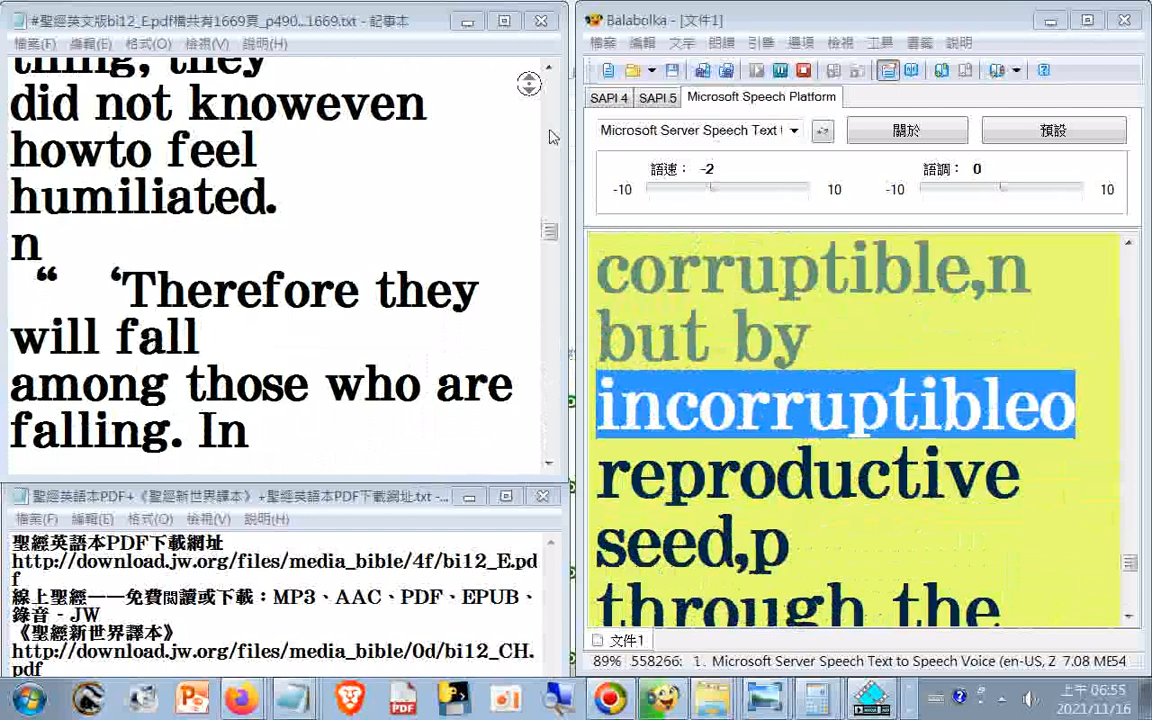 #聖經英文版bi12_E.pdf橫共有1669頁_p490...1669.txt - 記事本
檔案(F) 編輯(E) 格式(O) 檢視(V) 說明(H)
thing, they
did not knoweven
howto feel
humiliated.
n
“ ‘Therefore they
will fall
among those who are
falling. In
聖經英語本PDF+《聖經新世界譯本》+聖經英語本PDF下載網址.txt - ...
檔案(F) 編輯(E) 格式(O) 檢視(V) 說明(H)
聖經英語本PDF下載網址
http://download.jw.org/files/media_bible/4f/bi12_E.pd
f
線上聖經——免費閱讀或下載：MP3、AAC、PDF、EPUB、
錄音 - JW
《聖經新世界譯本》
http://download.jw.org/files/media_bible/0d/bi12_CH.
pdf
Balabolka - [文件1]
檔案 編輯 文字 朗讀 引擎 選項 檢視 工具 書籤 說明
SAPI 4 SAPI 5 Microsoft Speech Platform
Microsoft Server Speech Text 關於 預設
語速： -2 語調： 0
-10 10 -10 10
corruptible,n
but by
incorruptibleo
reproductive
seed,p
through the
文件1
89% 558266: 1. Microsoft Server Speech Text to Speech Voice (en-US, Z 7.08 ME54
PDF
上午 06:55
2021/11/16